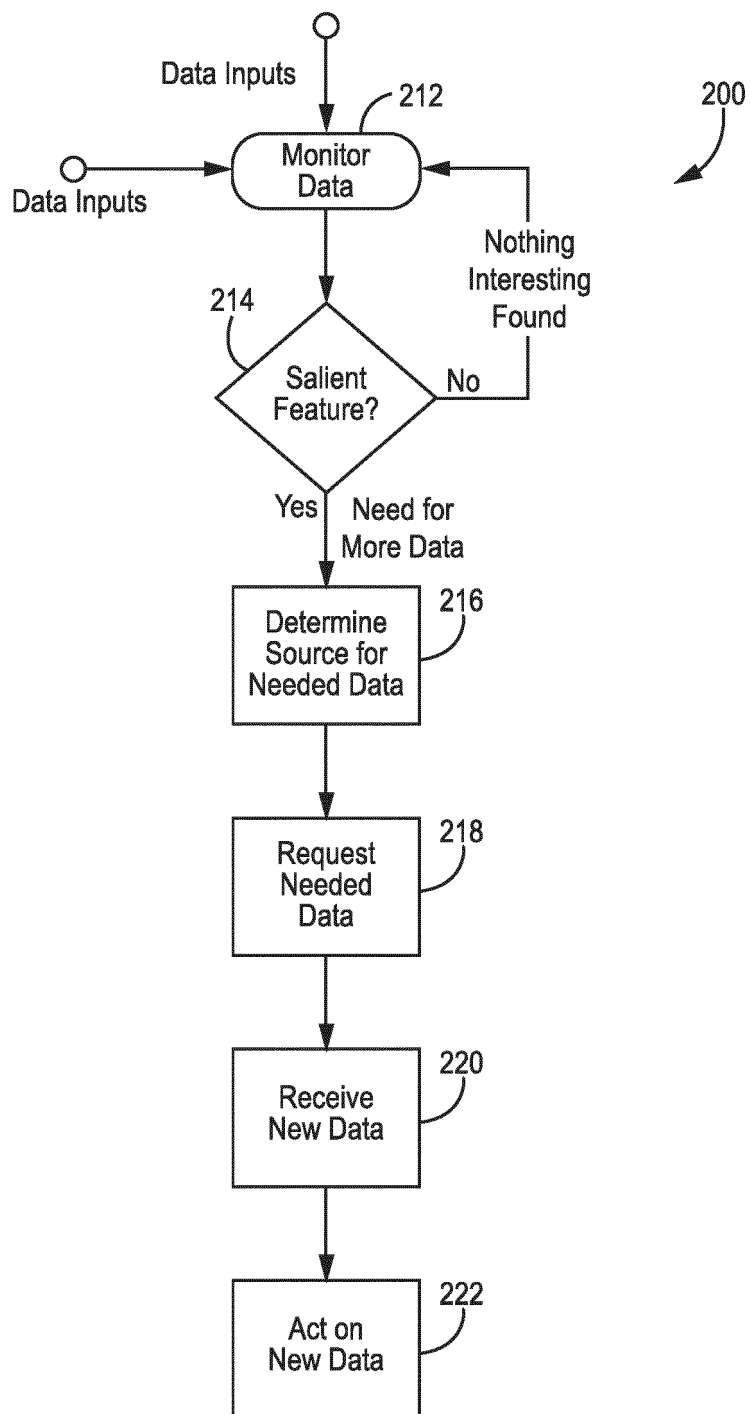 Data Inputs
212
200
Monitor
Data
Data Inputs
Nothing
Interesting
Found
214
Salient
Feature?
No
Yes
Need for
More Data
216
Determine
Source for
Needed Data
218
Request
Needed
Data
220
Receive
New Data
222
Act on
New Data